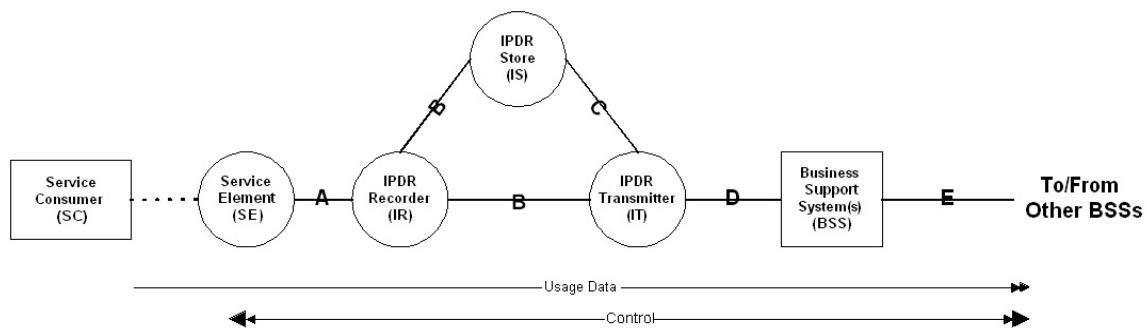 IPDR
Store
(IS)
B
C
Service
Consumer
(SC)
Service
Element
(SE)
A
IPDR
Recorder
(IR)
B
IPDR
Transmitter
(IT)
D
Business
Support
System(s)
(BSS)
E
To/From
Other BSSs
Usage Data
Control